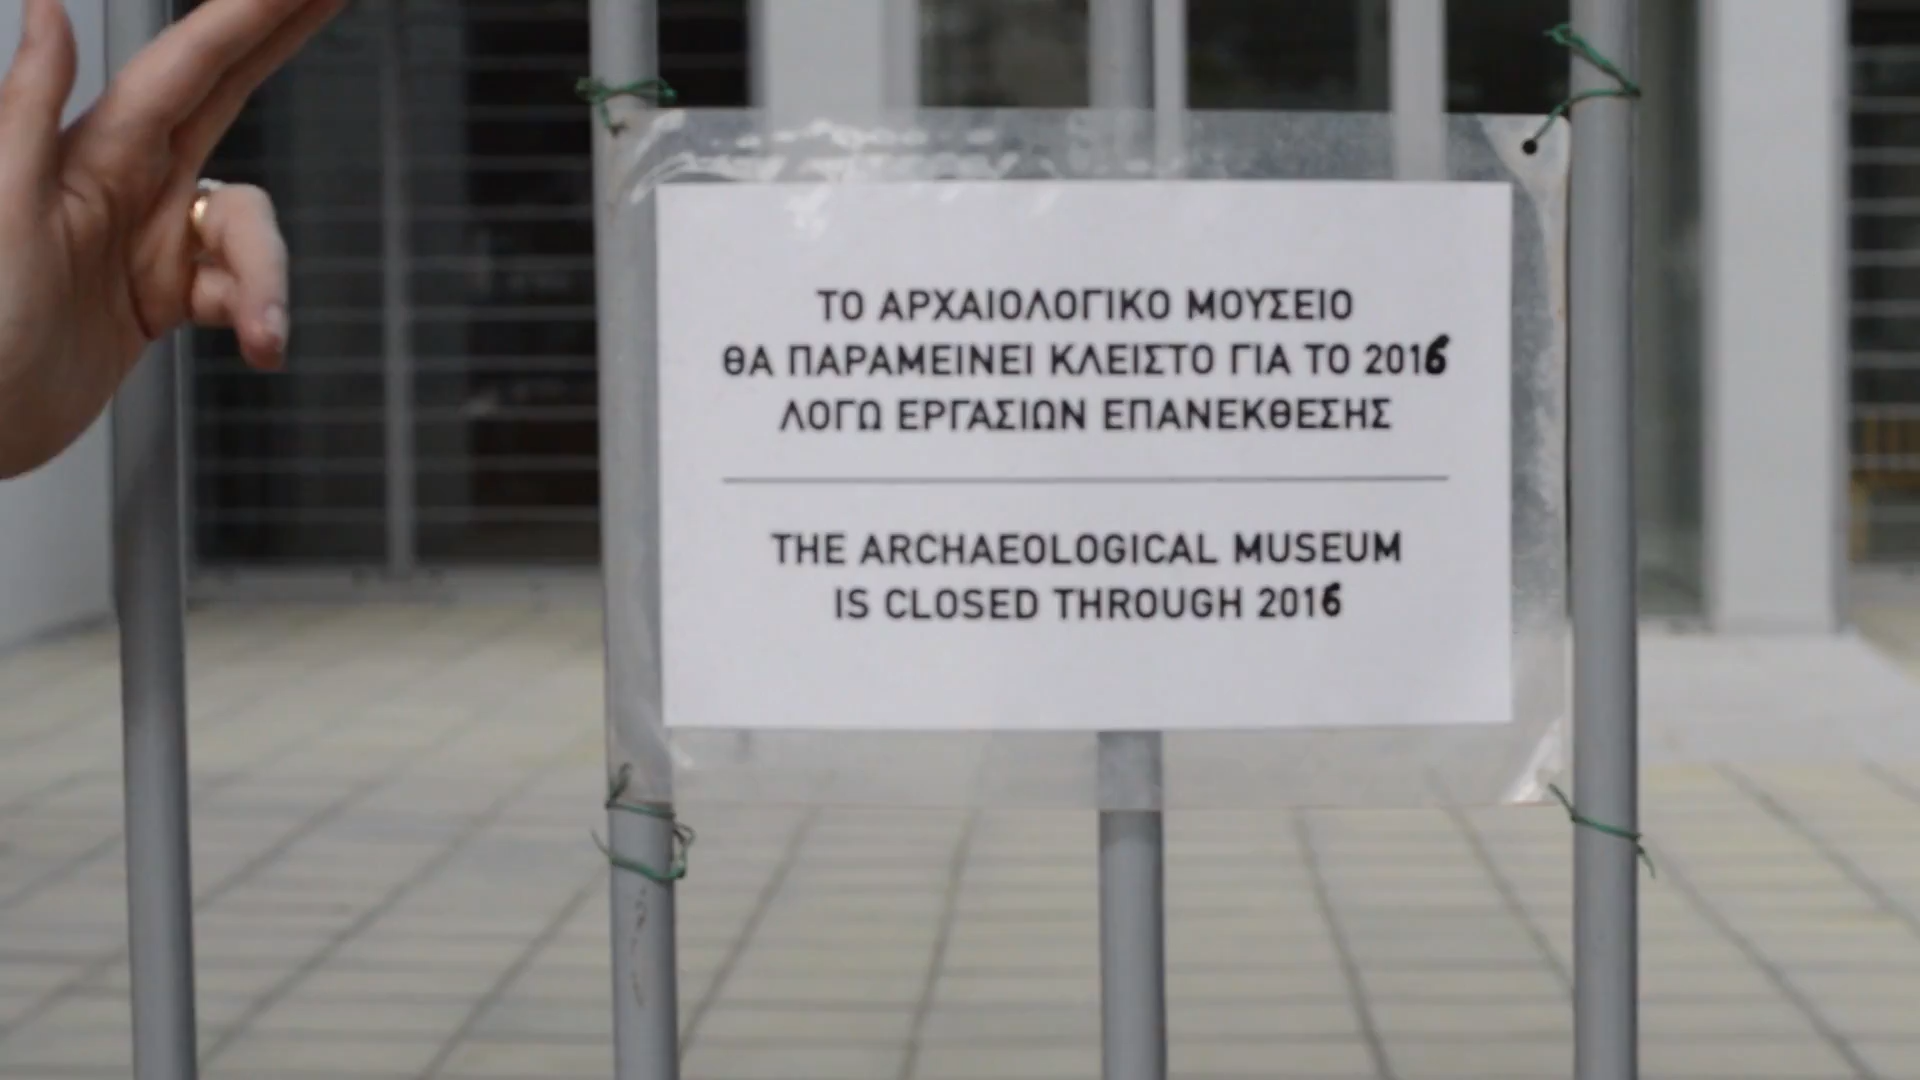 ΤΟ ΑΡΧΑΙΟΛΟΓΙΚΟ ΜΟΥΣΕΙΟ
ΘΑ ΠΑΡΑΜΕΙΝΕΙ ΚΛΕΙΣΤΟ ΓΙΑ ΤΟ 2016
ΛΟΓΩ ΕΡΓΑΣΙΩΝ ΕΠΑΝΕΚΘΕΣΗΣ
THE ARCHAEOLOGICAL MUSEUM
IS CLOSED THROUGH 2016